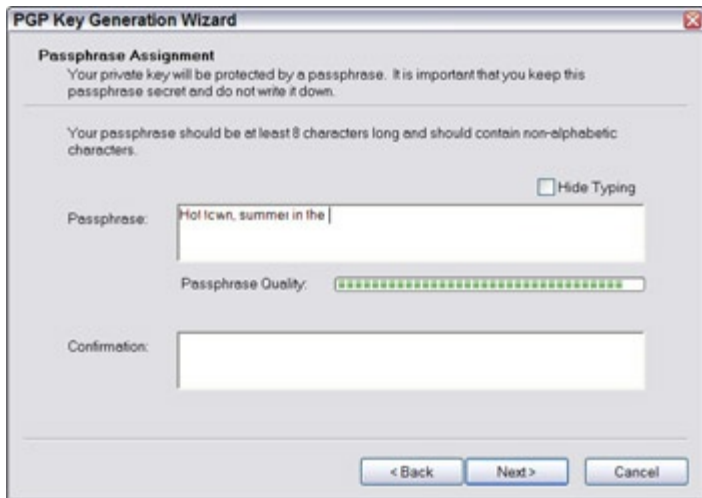 PGP Key Generation Wizard
Passphrase Assignment
Your private key will be protected by a passphrase. It is important that you keep this
passphrase secret and do not write it down.
Your passphrase should be at least 8 characters long and should contain non-alphabetic
characters.
Hide Typing
Passphrase: Hot town, summer in the
Passphrase Quality:
Confirmation:
< Back Next > Cancel